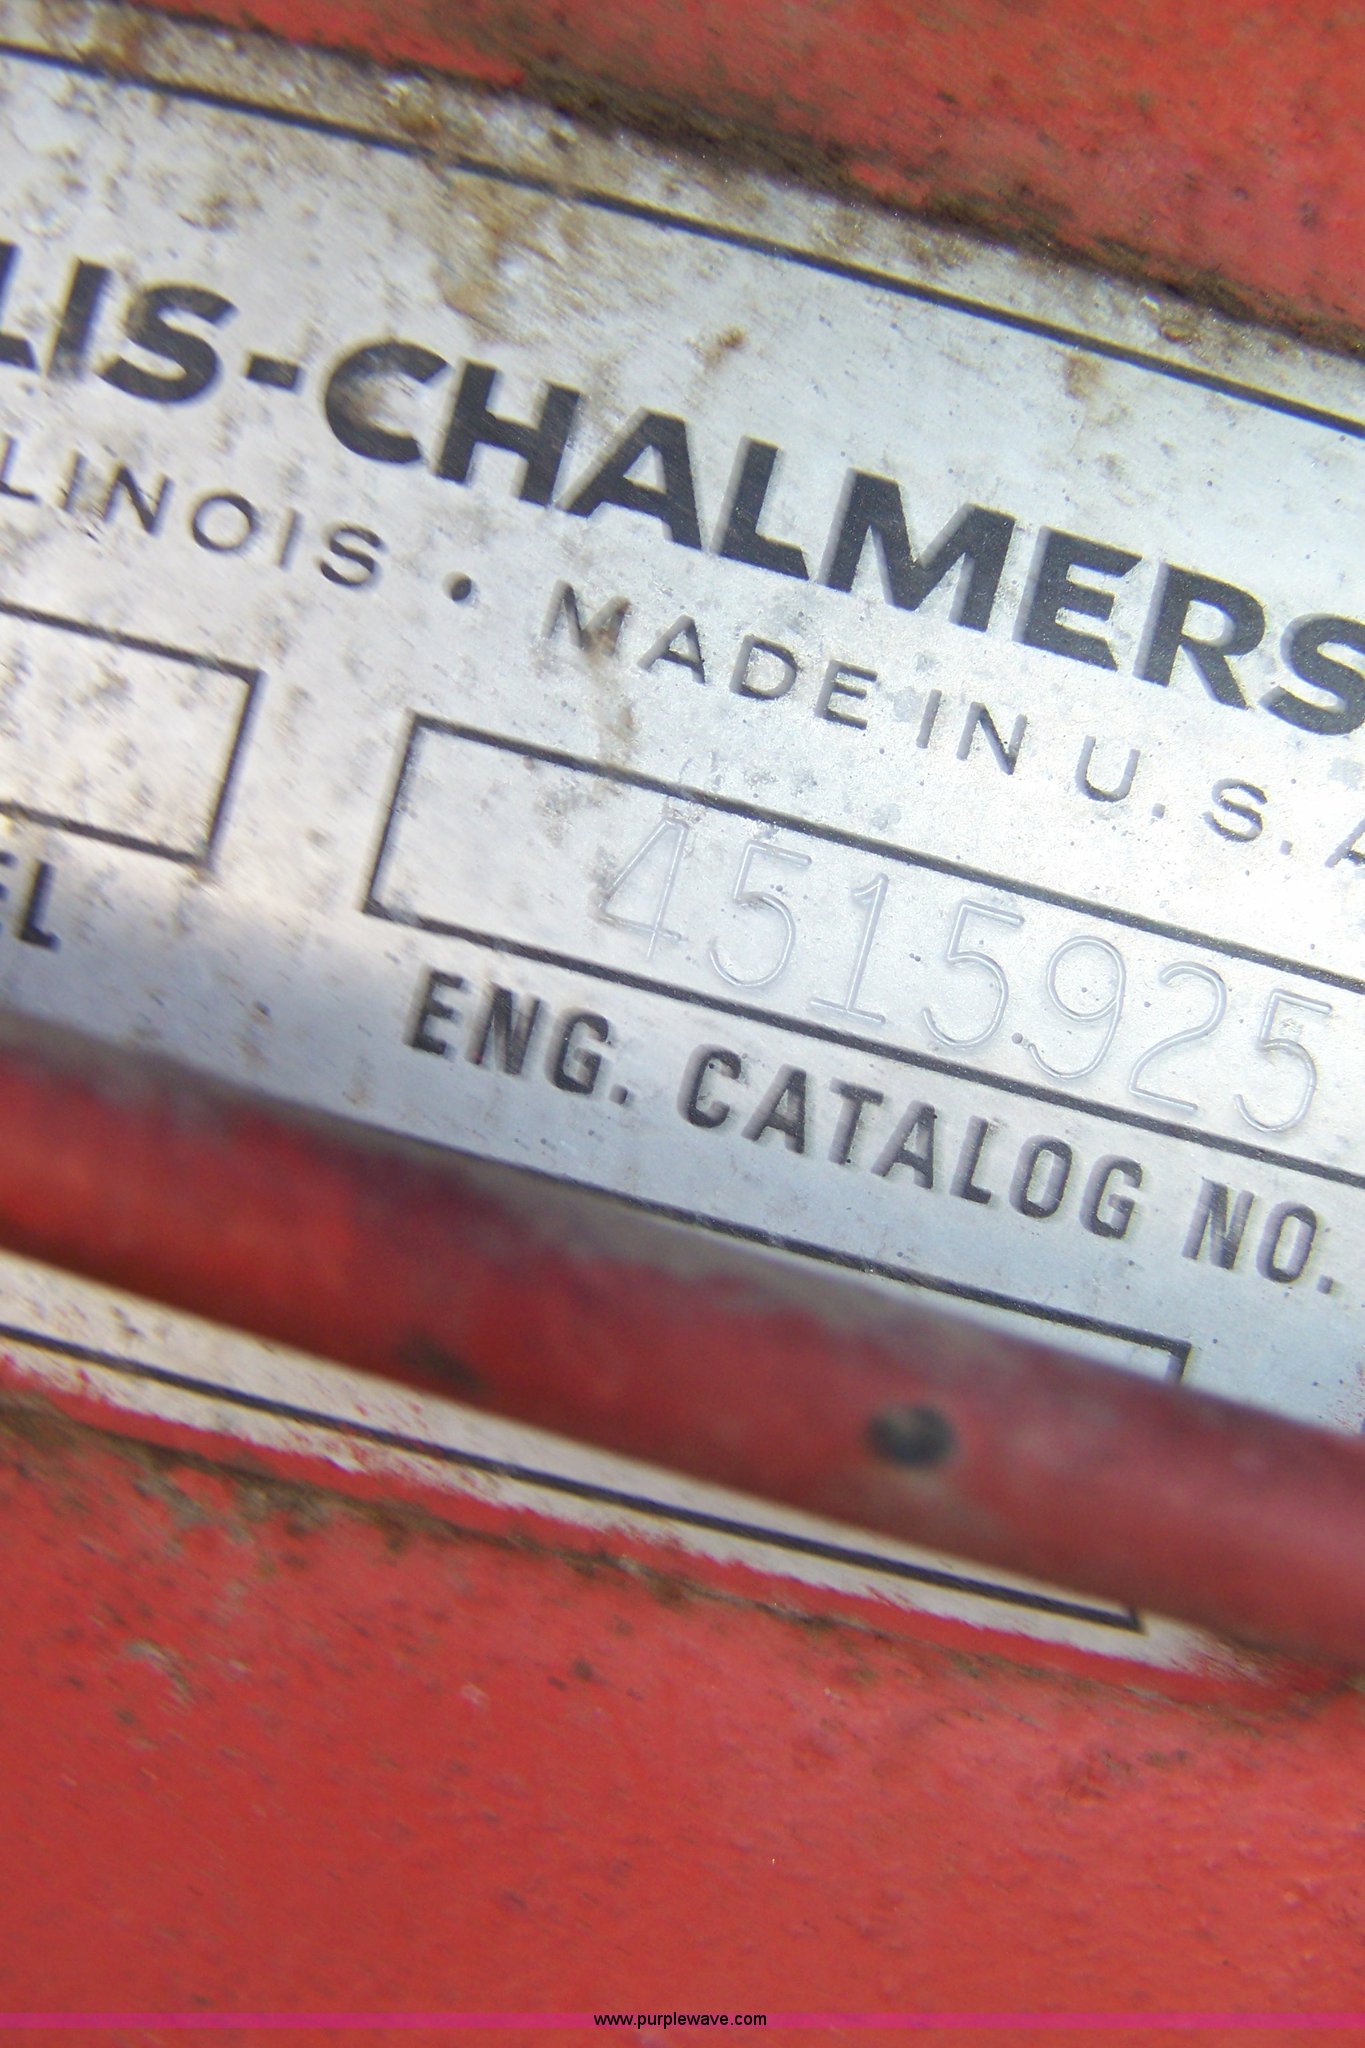 LIS-CHALMERS
LINOIS • MADE IN U.S.A
4515925
EL
ENG. CATALOG NO.
www.purplewave.com